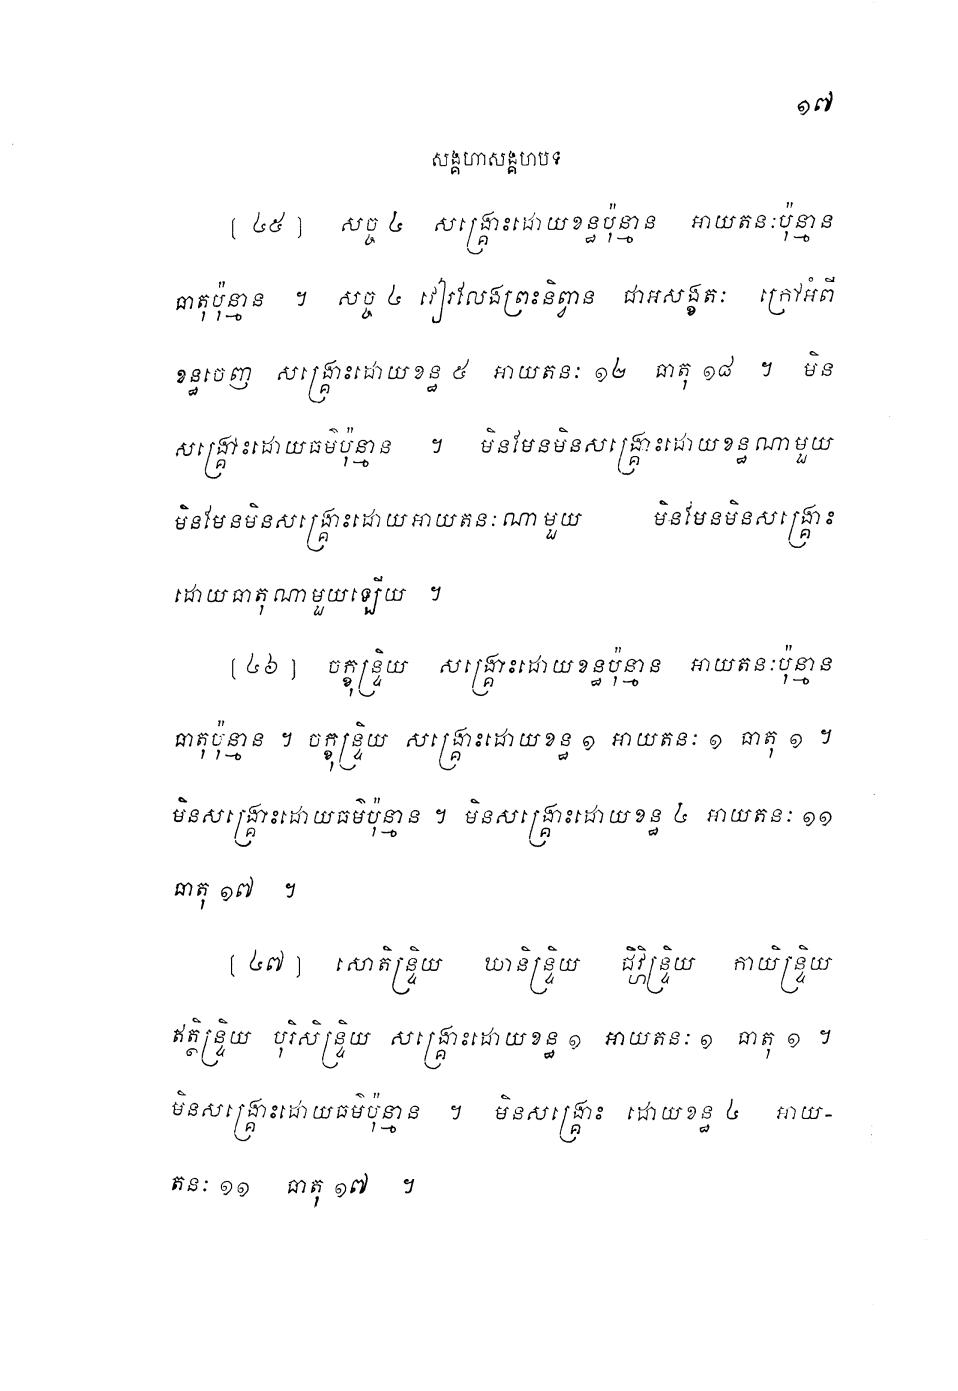 ១៧
សង្គហាសង្គហបទ
[ ៤៥ ] សច្ច ៤ សង្គ្រោះដោយខន្ធប៉ុន្មាន អាយតនៈប៉ុន្មាន
ធាតុប៉ុន្មាន ។ សច្ច ៤ វៀរលែងព្រះនិព្វាន ជាអសង្ខតៈ ក្រៅអំពី
ខន្ធចេញ សង្គ្រោះដោយខន្ធ ៥ អាយតនៈ ១២ ធាតុ ១៨ ។ មិន
សង្គ្រោះដោយធម៌ប៉ុន្មាន ។ មិនមែនមិនសង្គ្រោះដោយខន្ធណាមួយ
មិនមែនមិនសង្គ្រោះដោយអាយតនៈណាមួយ មិនមែនមិនសង្គ្រោះ
ដោយធាតុណាមួយឡើយ ។
[ ៤៦ ] ចក្ខុន្ទ្រិយ សង្គ្រោះដោយខន្ធប៉ុន្មាន អាយតនៈប៉ុន្មាន
ធាតុប៉ុន្មាន ។ ចក្ខុន្ទ្រិយ សង្គ្រោះដោយខន្ធ ១ អាយតនៈ ១ ធាតុ ១ ។
មិនសង្គ្រោះដោយធម៌ប៉ុន្មាន ។ មិនសង្គ្រោះដោយខន្ធ ៤ អាយតនៈ ១១
ធាតុ ១៧ ។
[ ៤៧ ] សោតិន្ទ្រិយ ឃានិន្ទ្រិយ ជិវ្ហិន្ទ្រិយ កាយិន្ទ្រិយ
ឥត្ថិន្ទ្រិយ បុរិសិន្ទ្រិយ សង្គ្រោះដោយខន្ធ ១ អាយតនៈ ១ ធាតុ ១ ។
មិនសង្គ្រោះដោយធម៌ប៉ុន្មាន ។ មិនសង្គ្រោះ ដោយខន្ធ ៤ អាយ-
តនៈ ១១ ធាតុ ១៧ ។